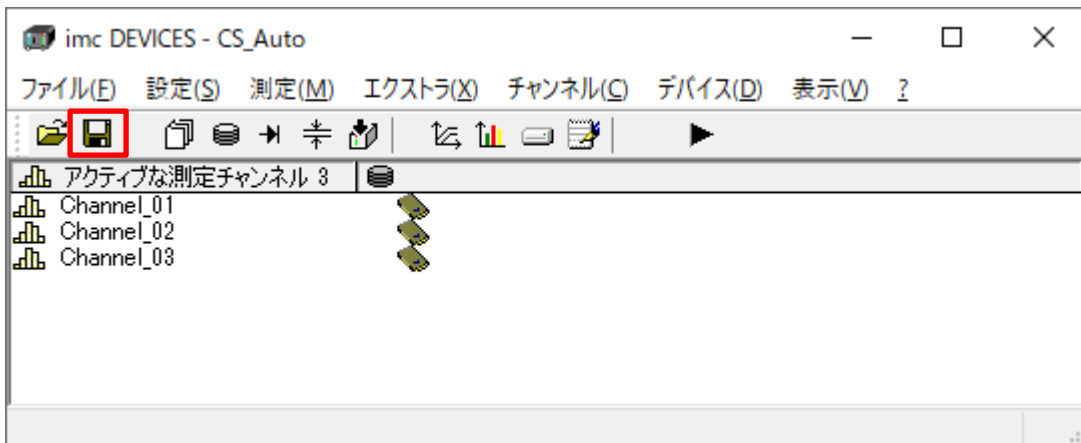 imc DEVICES - CS_Auto
ファイル(F) 設定(S) 測定(M) エクストラ(X) チャンネル(C) デバイス(D) 表示(V) ?
アクティブな測定チャンネル 3
Channel_01
Channel_02
Channel_03